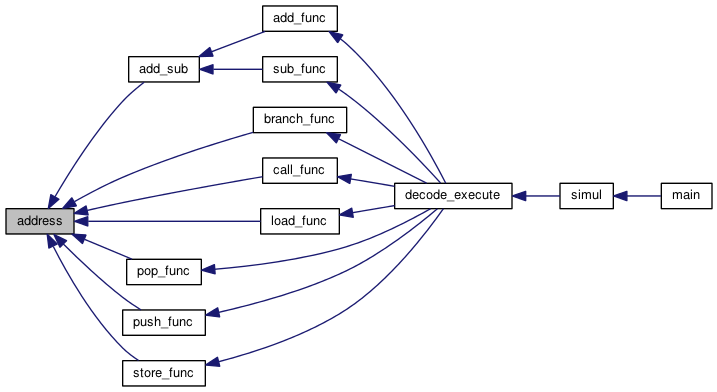 add_func
add_sub
sub_func
branch_func
call_func
decode_execute
simul
main
address
load_func
pop_func
push_func
store_func